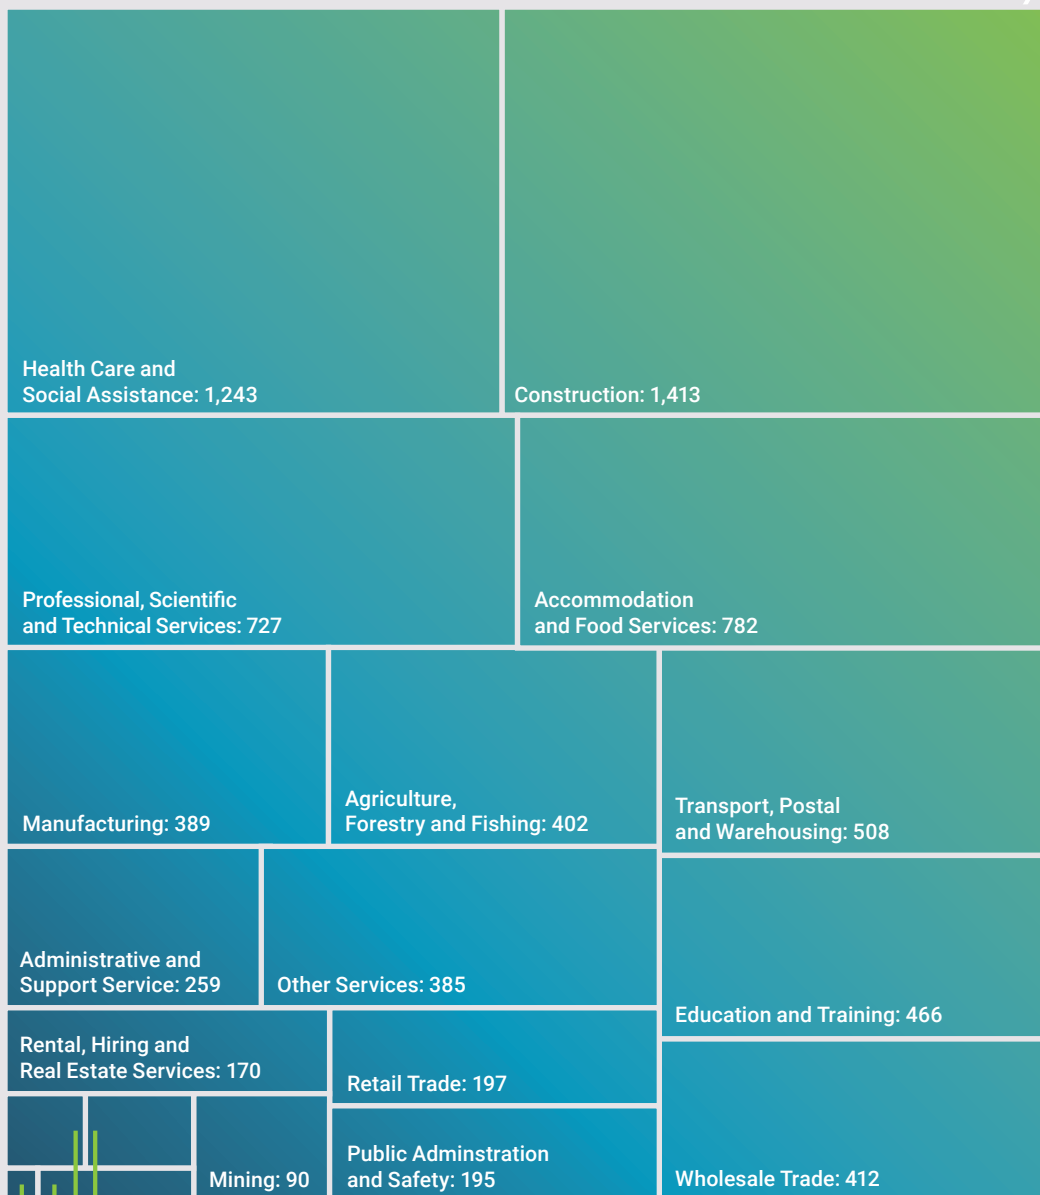 Health Care and
Social Assistance: 1,243
Construction: 1,413
Professional, Scientific
and Technical Services: 727
Accommodation
and Food Services: 782
Manufacturing: 389
Agriculture,
Forestry and Fishing: 402
Transport, Postal
and Warehousing: 508
Administrative and
Support Service: 259
Other Services: 385
Education and Training: 466
Rental, Hiring and
Real Estate Services: 170
Retail Trade: 197
Mining: 90
Public Adminstration
and Safety: 195
Wholesale Trade: 412